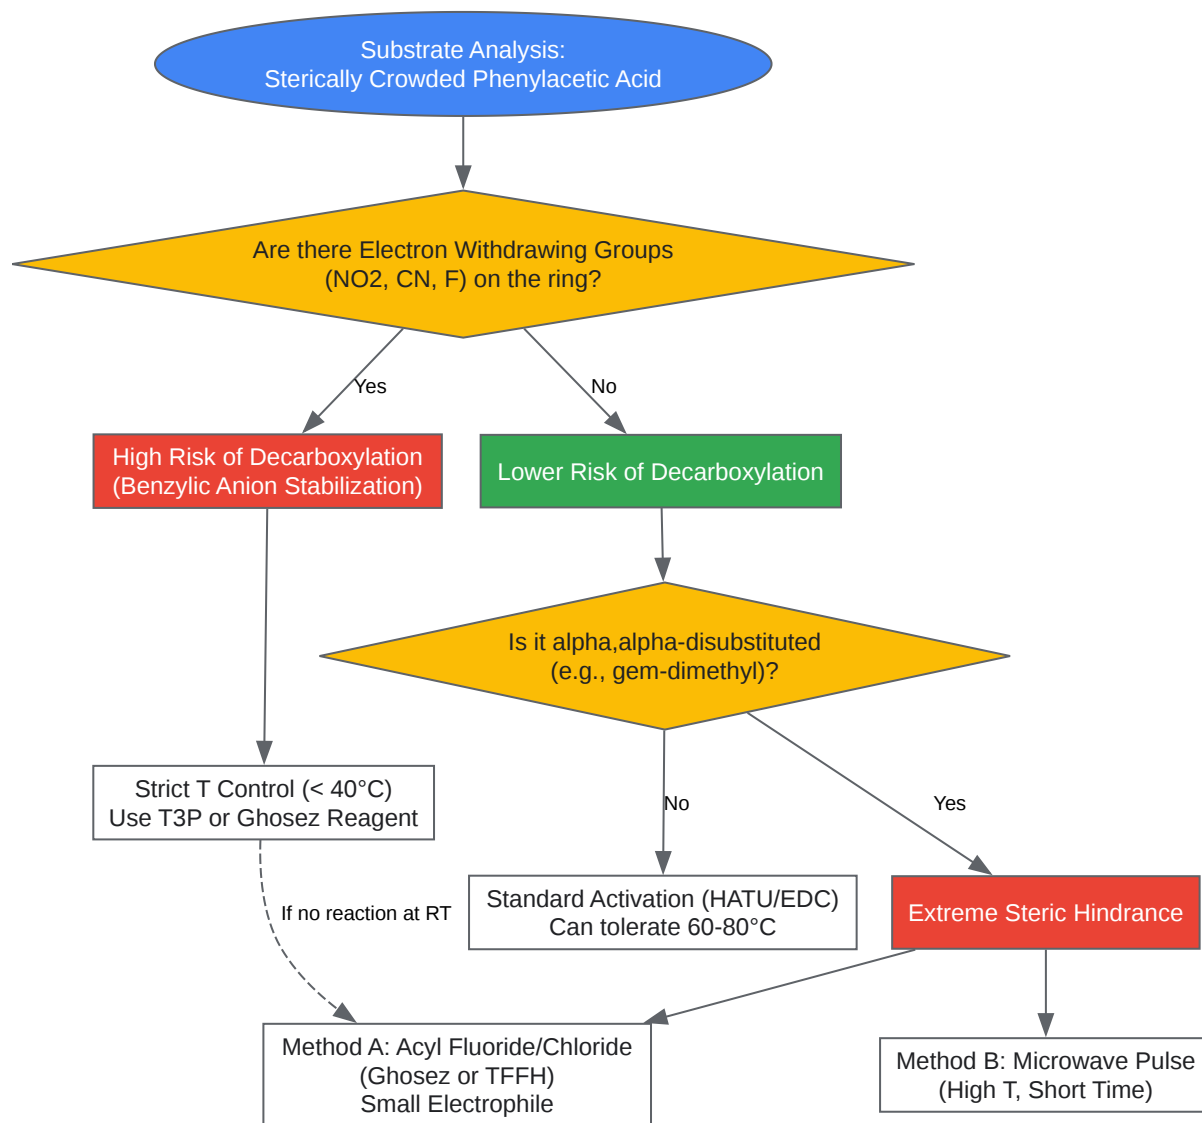 Substrate Analysis:
Sterically Crowded Phenylacetic Acid
Are there Electron Withdrawing Groups
(NO2, CN, F) on the ring?
Yes
No
High Risk of Decarboxylation
(Benzylic Anion Stabilization)
Lower Risk of Decarboxylation
Is it alpha,alpha-disubstituted
(e.g., gem-dimethyl)?
Strict T Control (< 40°C)
Use T3P or Ghosez Reagent
No
Yes
If no reaction at RT
Standard Activation (HATU/EDC)
Can tolerate 60-80°C
Extreme Steric Hindrance
Method A: Acyl Fluoride/Chloride
(Ghosez or TFFH)
Small Electrophile
Method B: Microwave Pulse
(High T, Short Time)